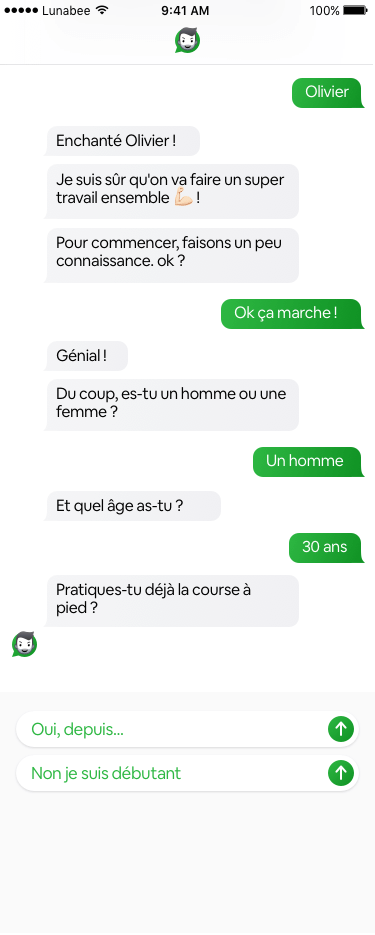 Lunabee 9:41 AM 100%
Olivier
Enchanté Olivier !
Je suis sûr qu'on va faire un super
travail ensemble 💪🏻 !
Pour commencer, faisons un peu
connaissance. ok ?
Ok ça marche !
Génial !
Du coup, es-tu un homme ou une
femme ?
Un homme
Et quel âge as-tu ?
30 ans
Pratiques-tu déjà la course à
pied ?
Oui, depuis...
Non je suis débutant